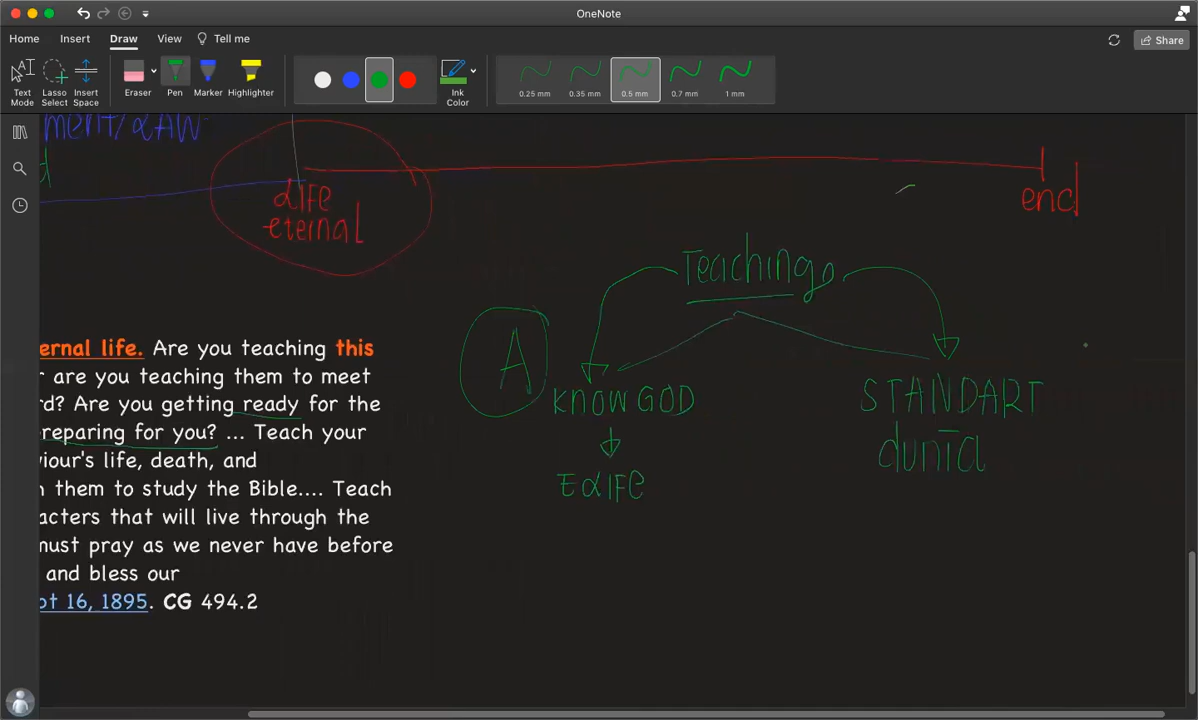 OneNote
Home Insert Draw View Tell me
Share
Text Mode
Lasso Select
Insert Space
Eraser
Pen
Marker
Highlighter
Ink Color
0.25 mm
0.35 mm
0.5 mm
0.7 mm
1 mm
ment/LAW
d
LIFE
eternal
end
Teaching
A
KNOW GOD
STANDART
dunia
E LIFE
ernal life. Are you teaching this
r are you teaching them to meet
rd? Are you getting ready for the
reparing for you? ... Teach your
viour's life, death, and
n them to study the Bible.... Teach
acters that will live through the
must pray as we never have before
and bless our
pt 16, 1895. CG 494.2